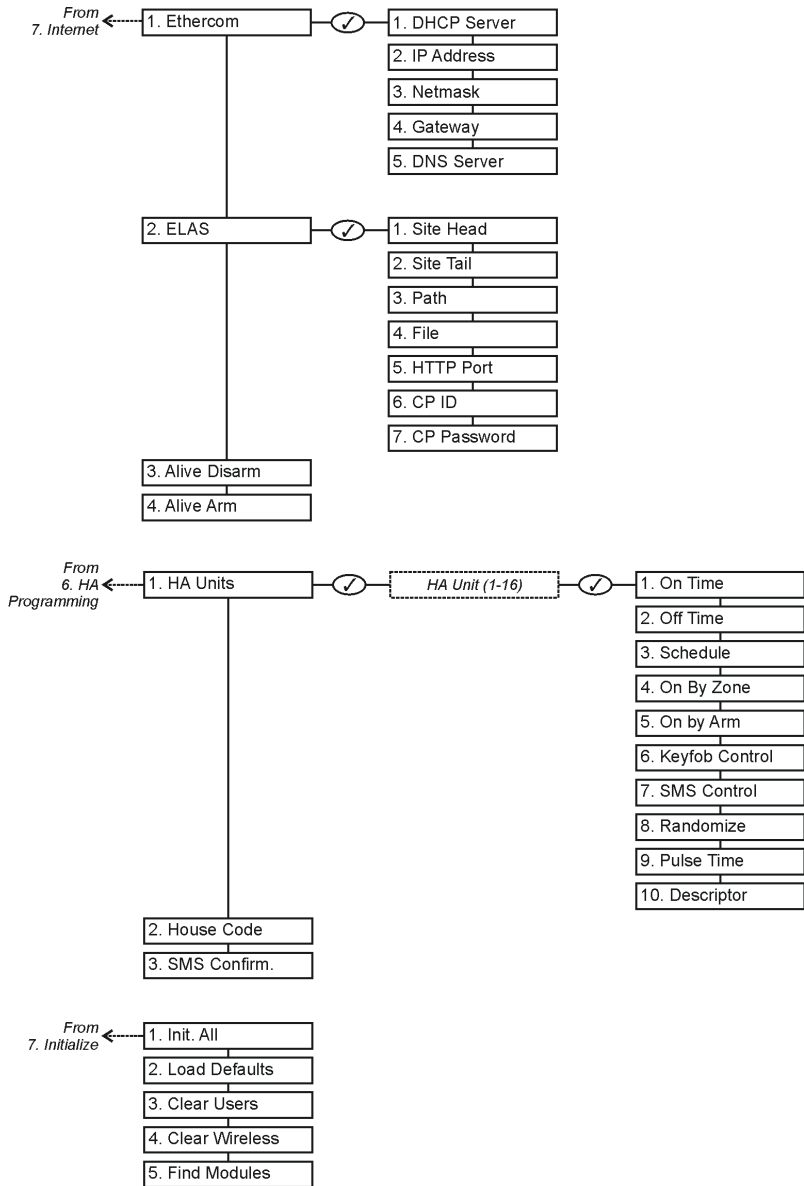 From
7. Internet
1. Ethercom
1. DHCP Server
2. IP Address
3. Netmask
4. Gateway
5. DNS Server
2. ELAS
1. Site Head
2. Site Tail
3. Path
4. File
5. HTTP Port
6. CP ID
7. CP Password
3. Alive Disarm
4. Alive Arm
From
6. HA
Programming
1. HA Units
HA Unit (1-16)
1. On Time
2. Off Time
3. Schedule
4. On By Zone
5. On by Arm
6. Keyfob Control
7. SMS Control
8. Randomize
9. Pulse Time
10. Descriptor
2. House Code
3. SMS Confirm.
From
7. Initialize
1. Init. All
2. Load Defaults
3. Clear Users
4. Clear Wireless
5. Find Modules